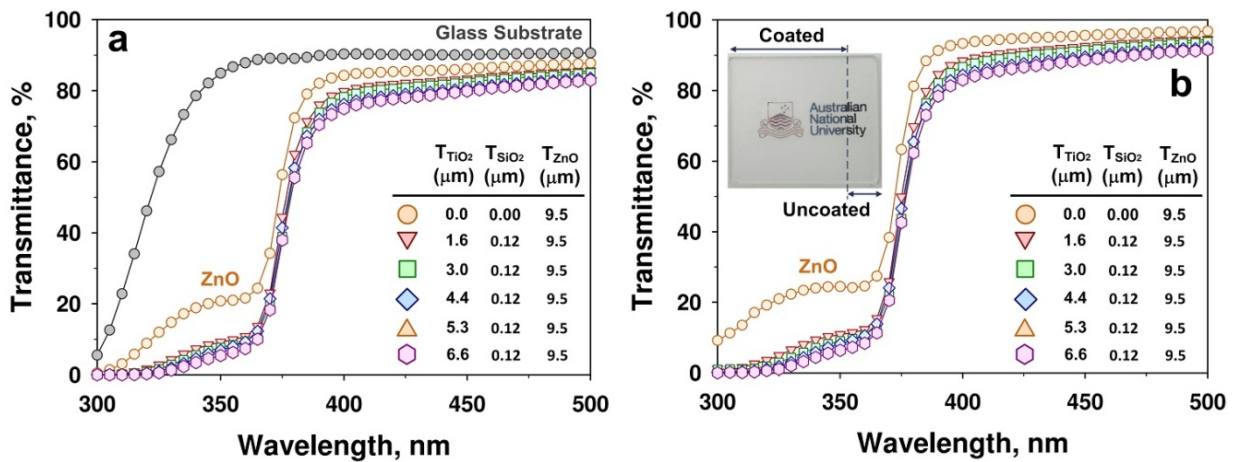 a
Glass Substrate
Transmittance, %
100
80
60
40
20
0
300 350 400 450 500
Wavelength, nm
ZnO
TTiO2 TSiO2 TZnO
(μm) (μm) (μm)
0.0 0.00 9.5
1.6 0.12 9.5
3.0 0.12 9.5
4.4 0.12 9.5
5.3 0.12 9.5
6.6 0.12 9.5
b
Coated
Australian
National
University
Uncoated
Transmittance, %
100
80
60
40
20
0
300 350 400 450 500
Wavelength, nm
ZnO
TTiO2 TSiO2 TZnO
(μm) (μm) (μm)
0.0 0.00 9.5
1.6 0.12 9.5
3.0 0.12 9.5
4.4 0.12 9.5
5.3 0.12 9.5
6.6 0.12 9.5